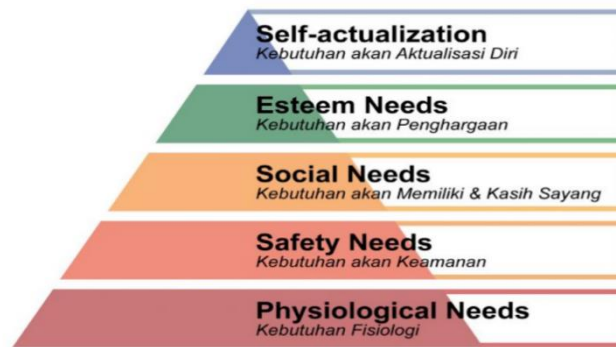 Self-actualization
Kebutuhan akan Aktualisasi Diri
Esteem Needs
Kebutuhan akan Penghargaan
Social Needs
Kebutuhan akan Memiliki & Kasih Sayang
Safety Needs
Kebutuhan akan Keamanan
Physiological Needs
Kebutuhan Fisiologi